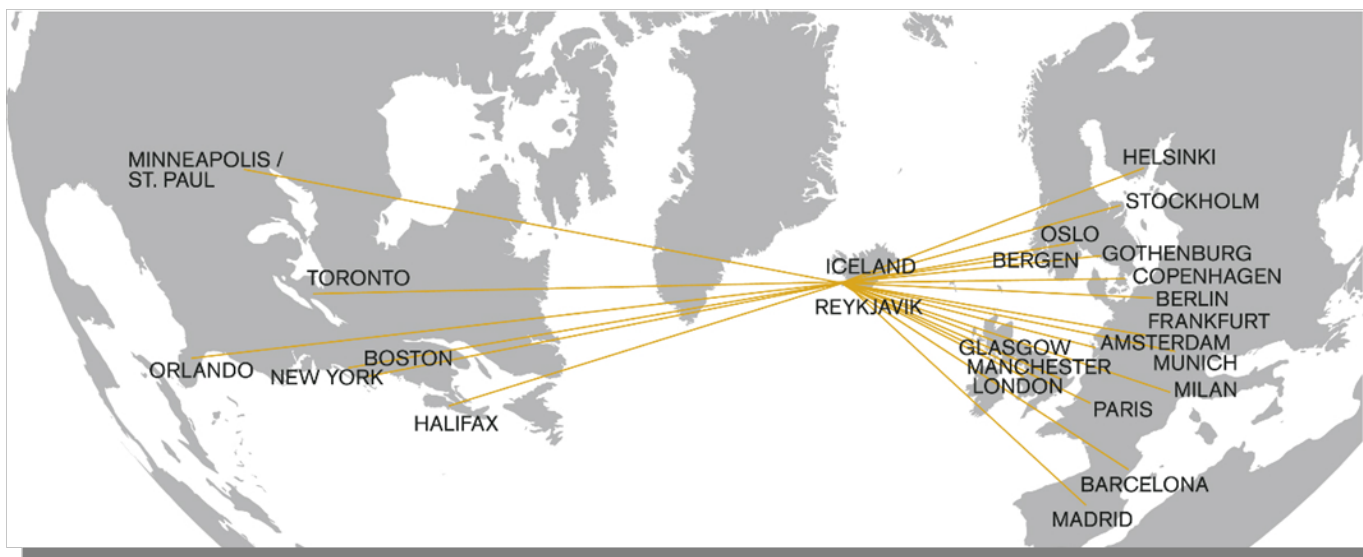 MINNEAPOLIS /
ST. PAUL
TORONTO
ORLANDO
NEW YORK
BOSTON
HALIFAX
ICELAND
REYKJAVIK
HELSINKI
STOCKHOLM
OSLO
BERGEN
GOTHENBURG
COPENHAGEN
BERLIN
FRANKFURT
GLASGOW
AMSTERDAM
MANCHESTER
MUNICH
LONDON
MILAN
PARIS
BARCELONA
MADRID